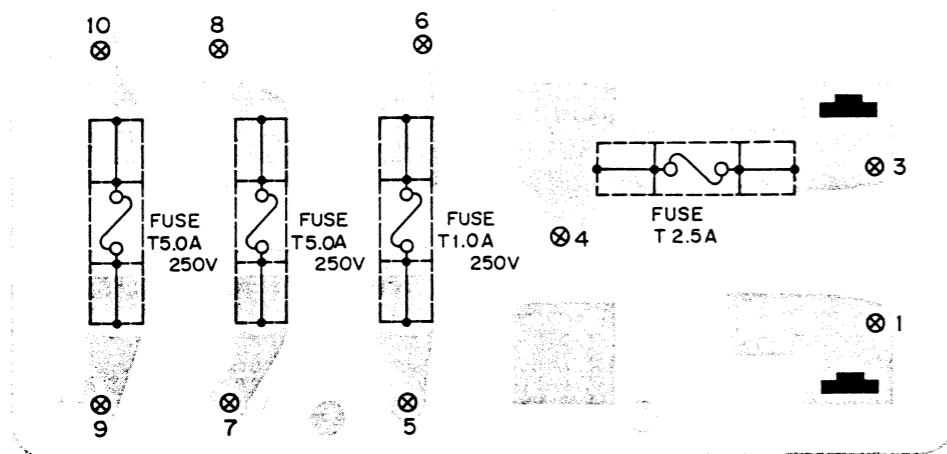 10
8
6
3
FUSE
T5.0A
250V
FUSE
T5.0A
250V
FUSE
T1.0A
250V
FUSE
T 2.5A
4
1
9
7
5